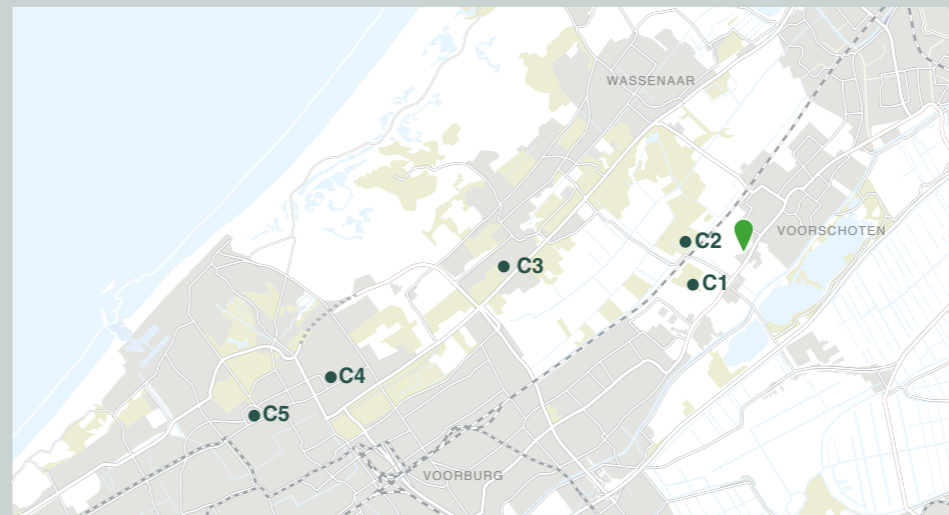 WASSENAAR
VOORSCHOTEN
C2
C3
C1
C4
C5
VOORBURG